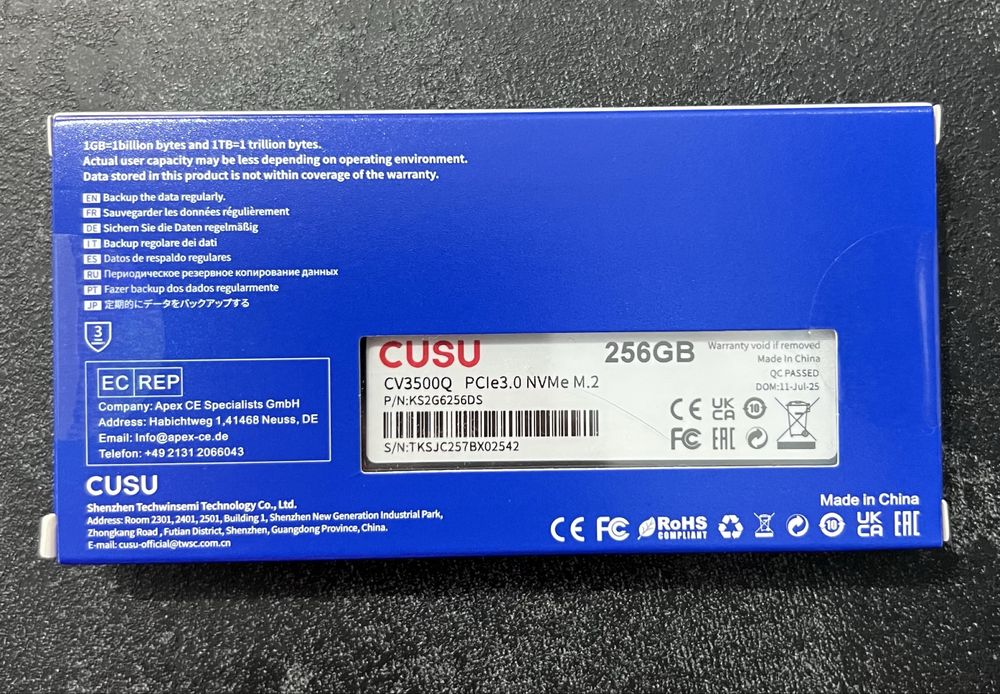 1GB=1billion bytes and 1TB=1 trillion bytes.
Actual user capacity may be less depending on operating environment.
Data stored in this product is not within coverage of the warranty.
EN Backup the data regularly.
FR Sauvegarder les données régulièrement
DE Sichern Sie die Daten regelmäßig
IT Backup regolare dei dati
ES Datos de respaldo regulares
RU Периодическое резервное копирование данных
PT Fazer backup dos dados regularmente
JP 定期的にデータをバックアップする
3
EC REP
Company: Apex CE Specialists GmbH
Address: Habichtweg 1,41468 Neuss, DE
Email: Info@apex-ce.de
Telefon: +49 2131 2066043
CUSU
Shenzhen Techwinsemi Technology Co., Ltd.
Address: Room 2301, 2401, 2501, Building 1, Shenzhen New Generation Industrial Park,
Zhongkang Road , Futian District, Shenzhen, Guangdong Province, China.
E-mail: cusu-official@twsc.com.cn
CUSU 256GB
CV3500Q PCIe3.0 NVMe M.2
P/N:KS2G6256DS
S/N:TKSJC257BX02542
Warranty void if removed
Made In China
QC PASSED
DOM:11-Jul-25
CE UKCA 10
FC EAC
Made in China
CE FC RoHS COMPLIANT 10 UKCA EAC